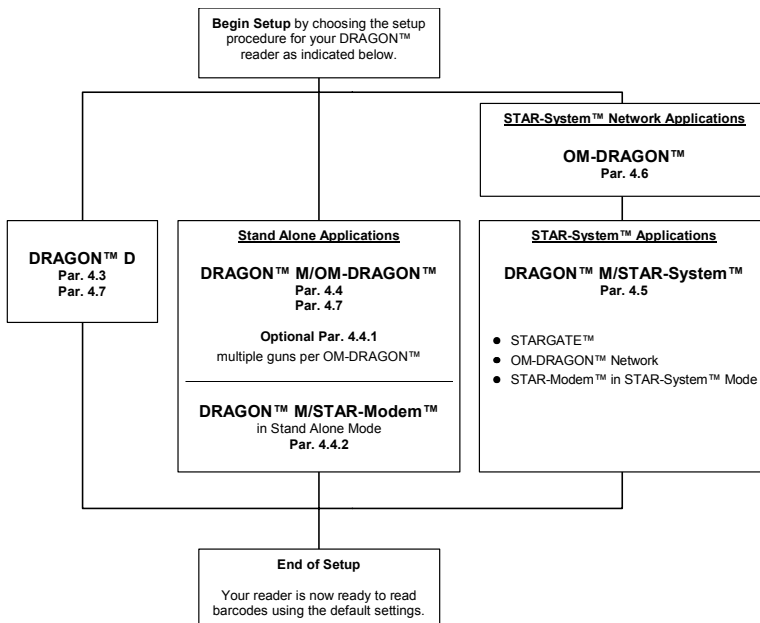 Begin Setup by choosing the setup
procedure for your DRAGON™
reader as indicated below.
STAR-System™ Network Applications
OM-DRAGON™
Par. 4.6
DRAGON™ D
Par. 4.3
Par. 4.7
Stand Alone Applications
DRAGON™ M/OM-DRAGON™
Par. 4.4
Par. 4.7
Optional Par. 4.4.1
multiple guns per OM-DRAGON™
DRAGON™ M/STAR-Modem™
in Stand Alone Mode
Par. 4.4.2
STAR-System™ Applications
DRAGON™ M/STAR-System™
Par. 4.5
● STARGATE™
● OM-DRAGON™ Network
● STAR-Modem™ in STAR-System™ Mode
End of Setup
Your reader is now ready to read
barcodes using the default settings.